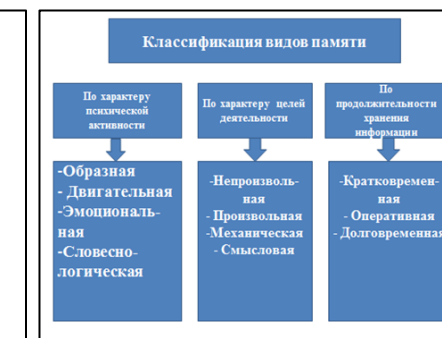 Классификация видов памяти
По характеру
психической
активности
-Образная
- Двигательная
-Эмоциональ-
ная
-Словесно-
логическая
По характеру целей
деятельности
-Непроизволь-
ная
- Произвольная
-Механическая
- Смысловая
По
продолжительности
хранения
информации
-Кратковремен-
ная
- Оперативная
- Долговременная